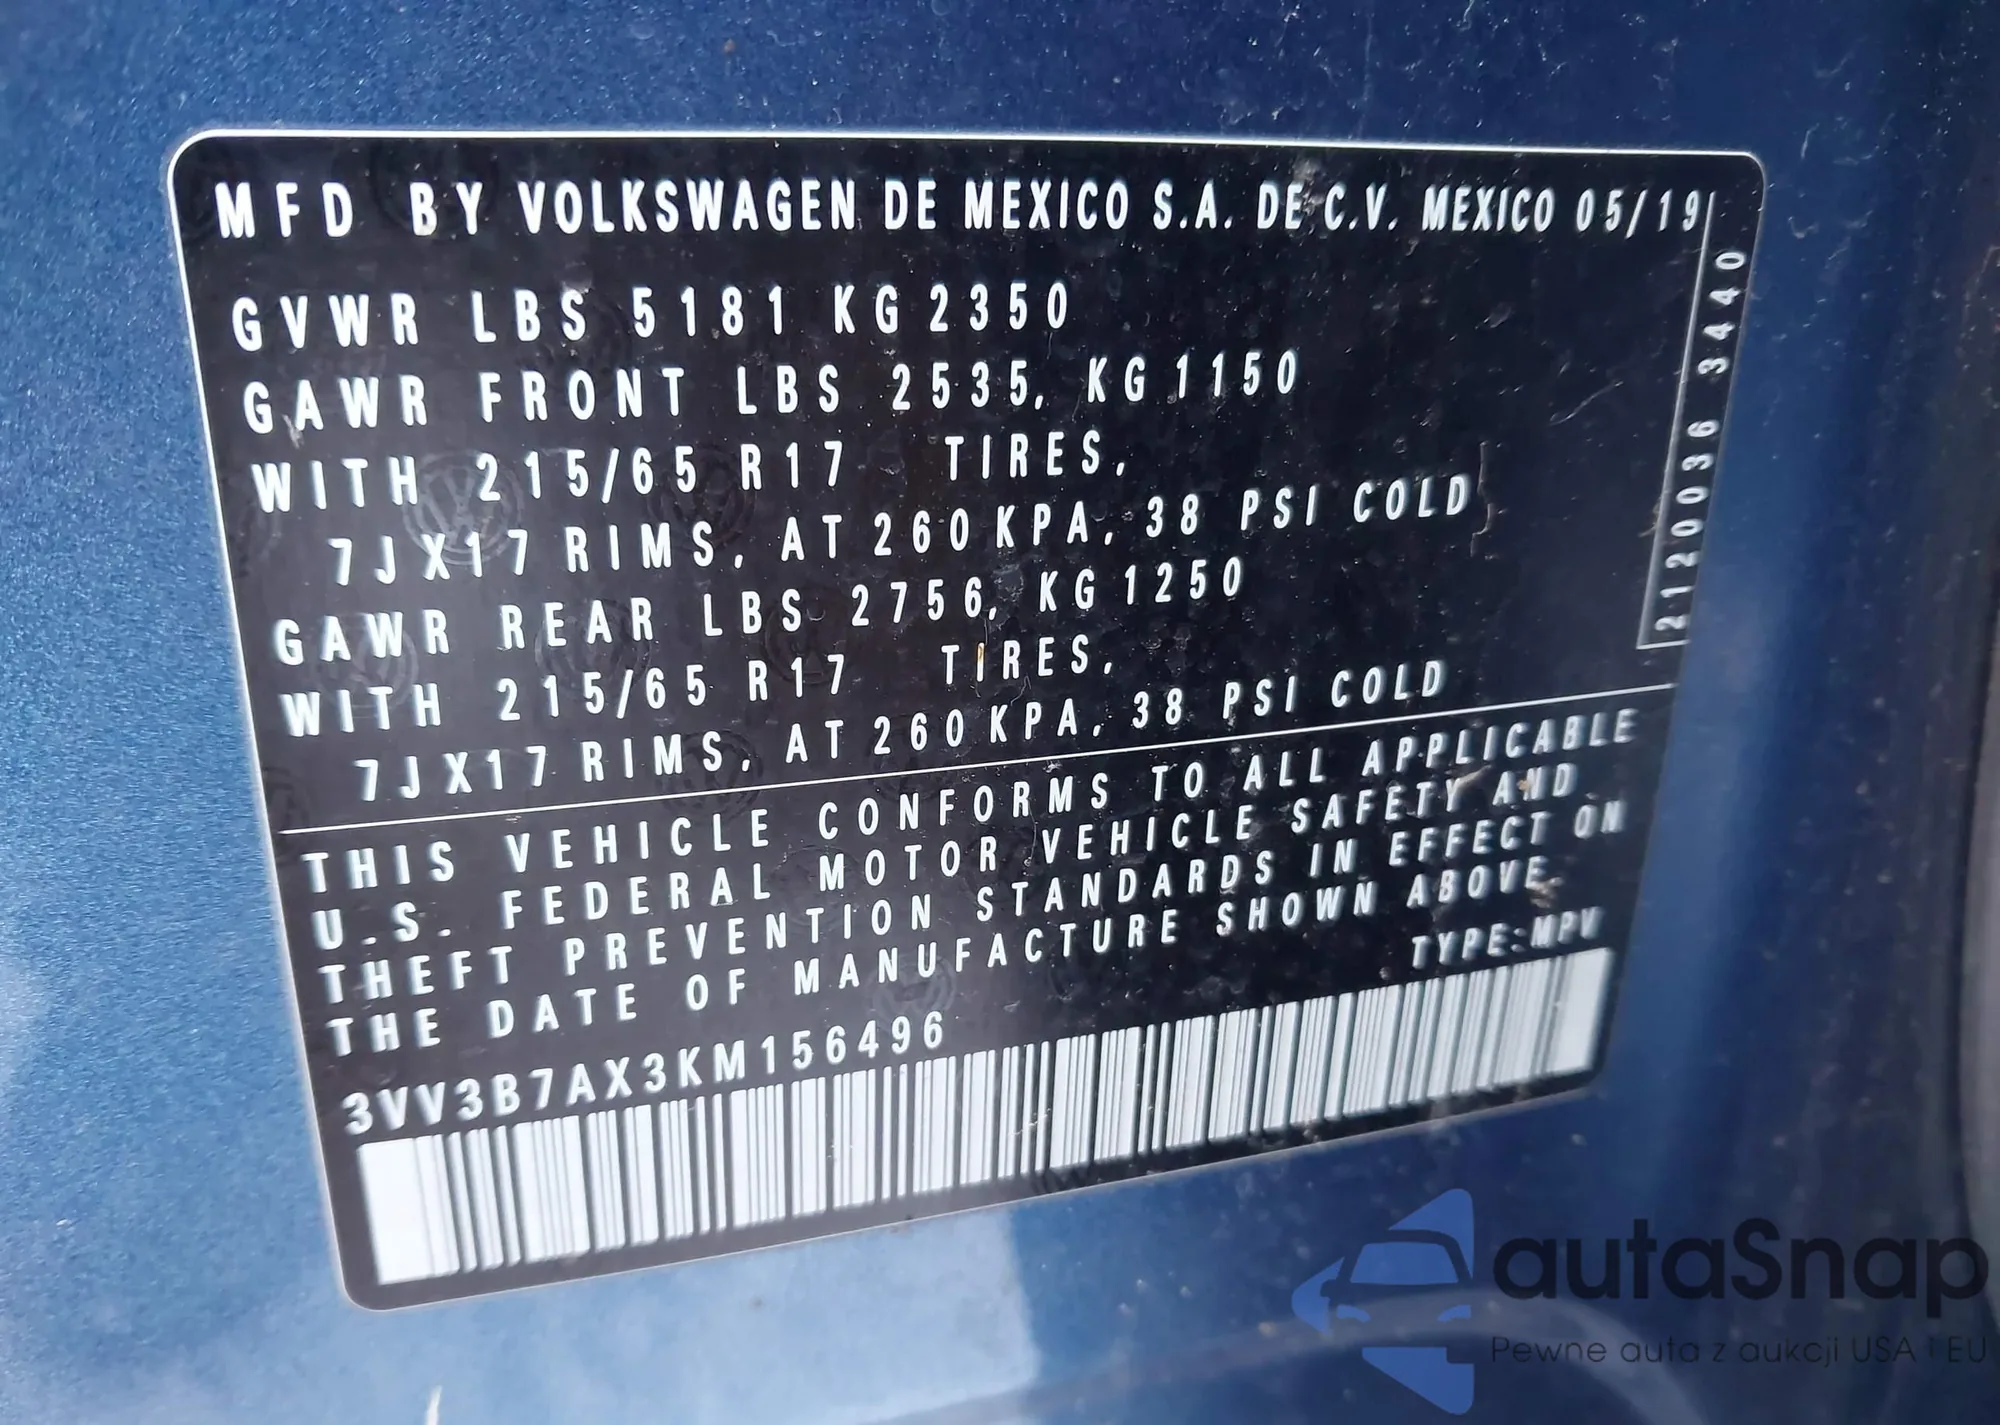 MFD BY VOLKSWAGEN DE MEXICO S.A. DE C.V. MEXICO 05/19
GVWR LBS 5181 KG 2350
GAWR FRONT LBS 2535, KG 1150
WITH 215/65 R17 TIRES,
7JX17 RIMS, AT 260 KPA, 38 PSI COLD
GAWR REAR LBS 2756, KG 1250
WITH 215/65 R17 TIRES,
7JX17 RIMS, AT 260 KPA, 38 PSI COLD
2120036 3440
THIS VEHICLE CONFORMS TO ALL APPLICABLE
U.S. FEDERAL MOTOR VEHICLE SAFETY AND
THEFT PREVENTION STANDARDS IN EFFECT ON
THE DATE OF MANUFACTURE SHOWN ABOVE.
TYPE:MPV
3VV3B7AX3KM156496
autaSnap
Pewne auta z aukcji USA i EU